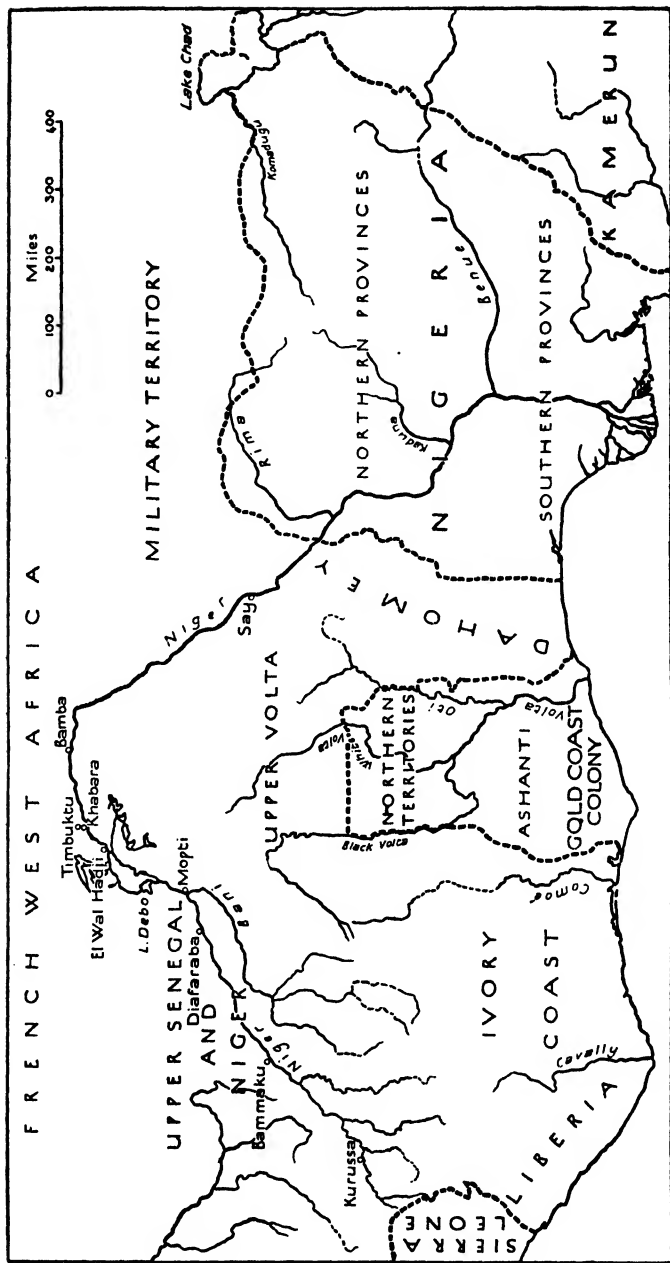 FRENCH WEST AFRICA
Miles
0 100 200 300 400
Lake Chad
MILITARY TERRITORY
Komadugu
Rima
Bamba
Timbuktu
Khabara
El Wal Hadji
L. Debo
Mopti
Niger
Say
UPPER SENEGAL
AND
NIGER
Diafaraba
Bani
Niger
Bammaku
Kurussa
UPPER VOLTA
White
Volta
Black Volta
NORTHERN
TERRITORIES
Oti
Volta
ASHANTI
GOLD COAST
COLONY
DAHOMEY
NORTHERN PROVINCES
Kaduna
NIGERIA
Benue
SOUTHERN PROVINCES
KAMERUN
Comoe
IVORY
COAST
Cavally
LIBERIA
SIERRA
LEONE